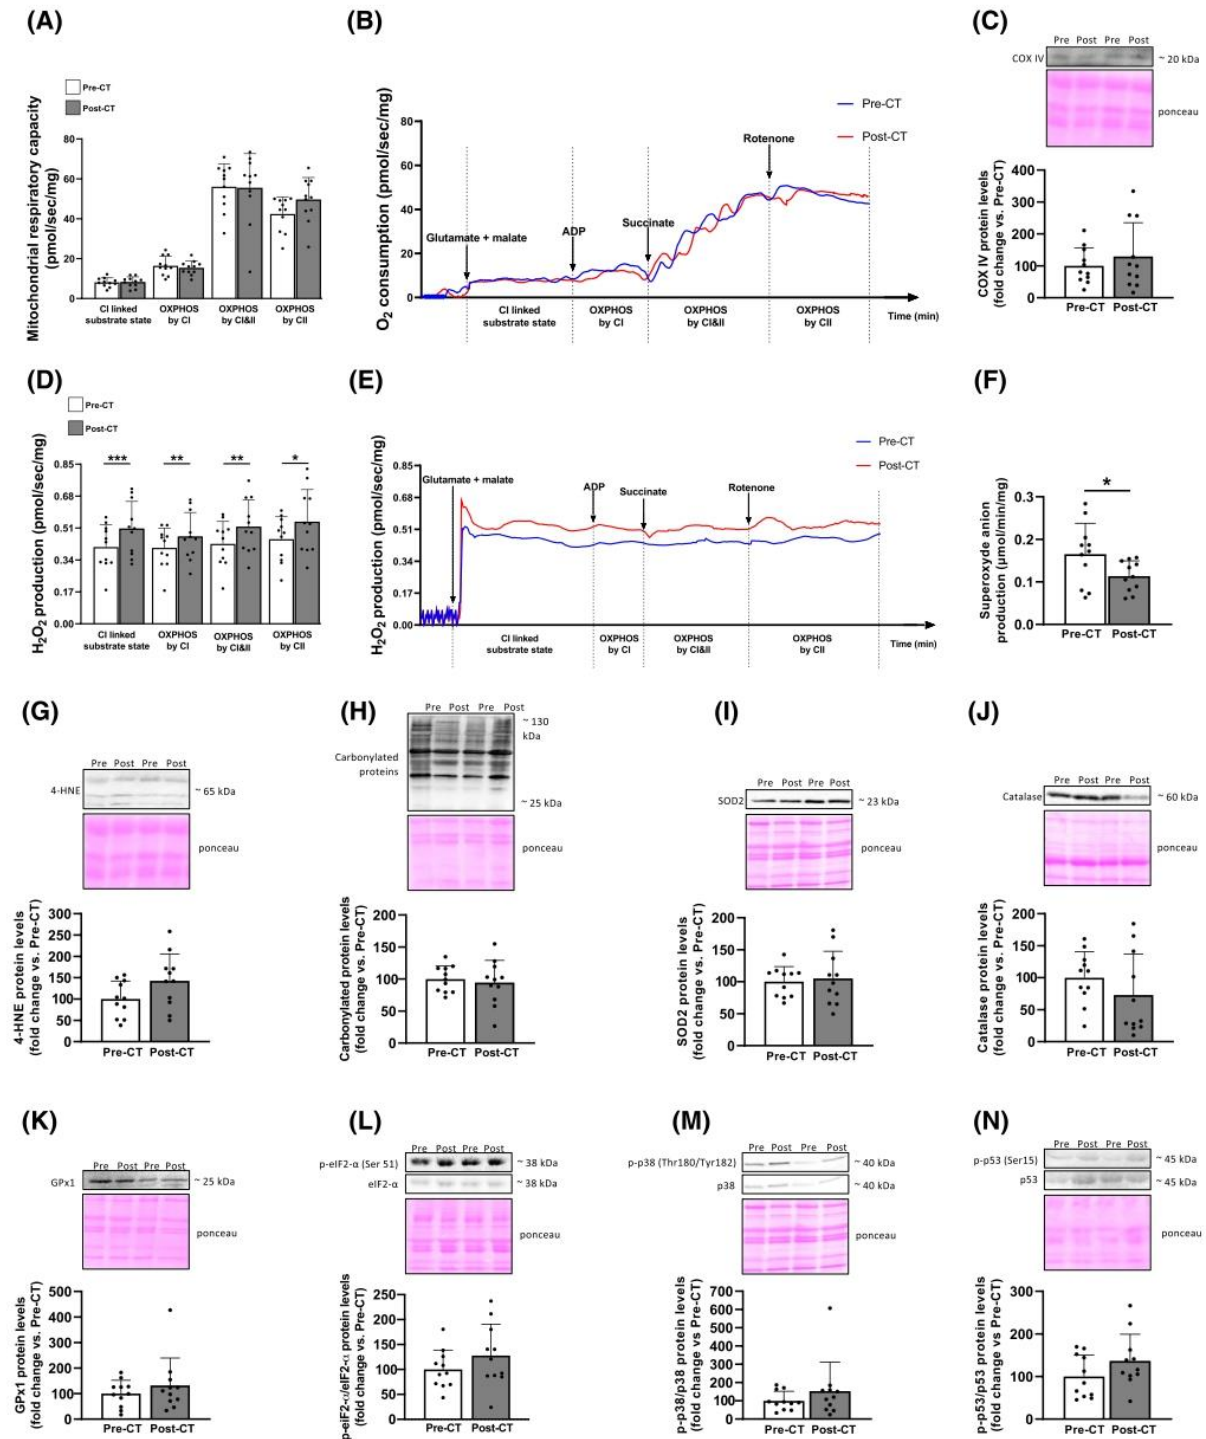 (A)
Pre-CT
Post-CT
Mitochondrial respiratory capacity
(pmol/sec/mg)
80
60
40
20
0
CI linked
substrate state
OXPHOS
by CI
OXPHOS
by CI&II
OXPHOS
by CII
(B)
Pre-CT
Post-CT
O2 consumption (pmol/sec/mg)
80
60
40
20
0
Glutamate + malate
ADP
Succinate
Rotenone
CI linked
substrate state
OXPHOS
by CI
OXPHOS
by CI&II
OXPHOS
by CII
Time (min)
(C)
Pre Post Pre Post
COX IV
~ 20 kDa
ponceau
COX IV protein levels
(fold change vs. Pre-CT)
400
300
200
100
0
Pre-CT Post-CT
(D)
Pre-CT
Post-CT
H2O2 production (pmol/sec/mg)
0.85
0.68
0.51
0.34
0.17
0.00
*** ** ** *
CI linked
substrate state
OXPHOS
by CI
OXPHOS
by CI&II
OXPHOS
by CII
(E)
Pre-CT
Post-CT
H2O2 production (pmol/sec/mg)
0.85
0.68
0.51
0.34
0.17
0.00
Glutamate + malate
ADP
Succinate
Rotenone
CI linked
substrate state
OXPHOS
by CI
OXPHOS
by CI&II
OXPHOS
by CII
Time (min)
(F)
Superoxyde anion
production (µmol/min/mg)
0.3
0.2
0.1
0.0
*
Pre-CT Post-CT
(G)
Pre Post Pre Post
4-HNE
~ 65 kDa
ponceau
4-HNE protein levels
(fold change vs. Pre-CT)
300
250
200
150
100
50
0
Pre-CT Post-CT
(H)
Pre Post Pre Post
~ 130
kDa
Carbonylated
proteins
~ 25 kDa
ponceau
Carbonylated protein levels
(fold change vs. Pre-CT)
200
150
100
50
0
Pre-CT Post-CT
(I)
Pre Post Pre Post
SOD2
~ 23 kDa
ponceau
SOD2 protein levels
(fold change vs. Pre-CT)
200
150
100
50
0
Pre-CT Post-CT
(J)
Pre Post Pre Post
Catalase
~ 60 kDa
ponceau
Catalase protein levels
(fold change vs. Pre-CT)
200
150
100
50
0
Pre-CT Post-CT
(K)
Pre Post Pre Post
GPx1
~ 25 kDa
ponceau
GPx1 protein levels
(fold change vs. Pre-CT)
500
400
300
200
100
0
Pre-CT Post-CT
(L)
Pre Post Pre Post
p-eIF2-α (Ser 51)
~ 38 kDa
eIF2-α
~ 38 kDa
ponceau
p-eIF2-α/eIF2-α protein levels
(fold change vs. Pre-CT)
250
200
150
100
50
0
Pre-CT Post-CT
(M)
Pre Post Pre Post
p-p38 (Thr180/Tyr182)
~ 40 kDa
p38
~ 40 kDa
ponceau
p-p38/p38 protein levels
(fold change vs Pre-CT)
700
600
500
400
300
200
100
0
Pre-CT Post-CT
(N)
Pre Post Pre Post
p-p53 (Ser15)
~ 45 kDa
p53
~ 45 kDa
ponceau
p-p53/p53 protein levels
(fold change vs. Pre-CT)
300
200
100
0
Pre-CT Post-CT